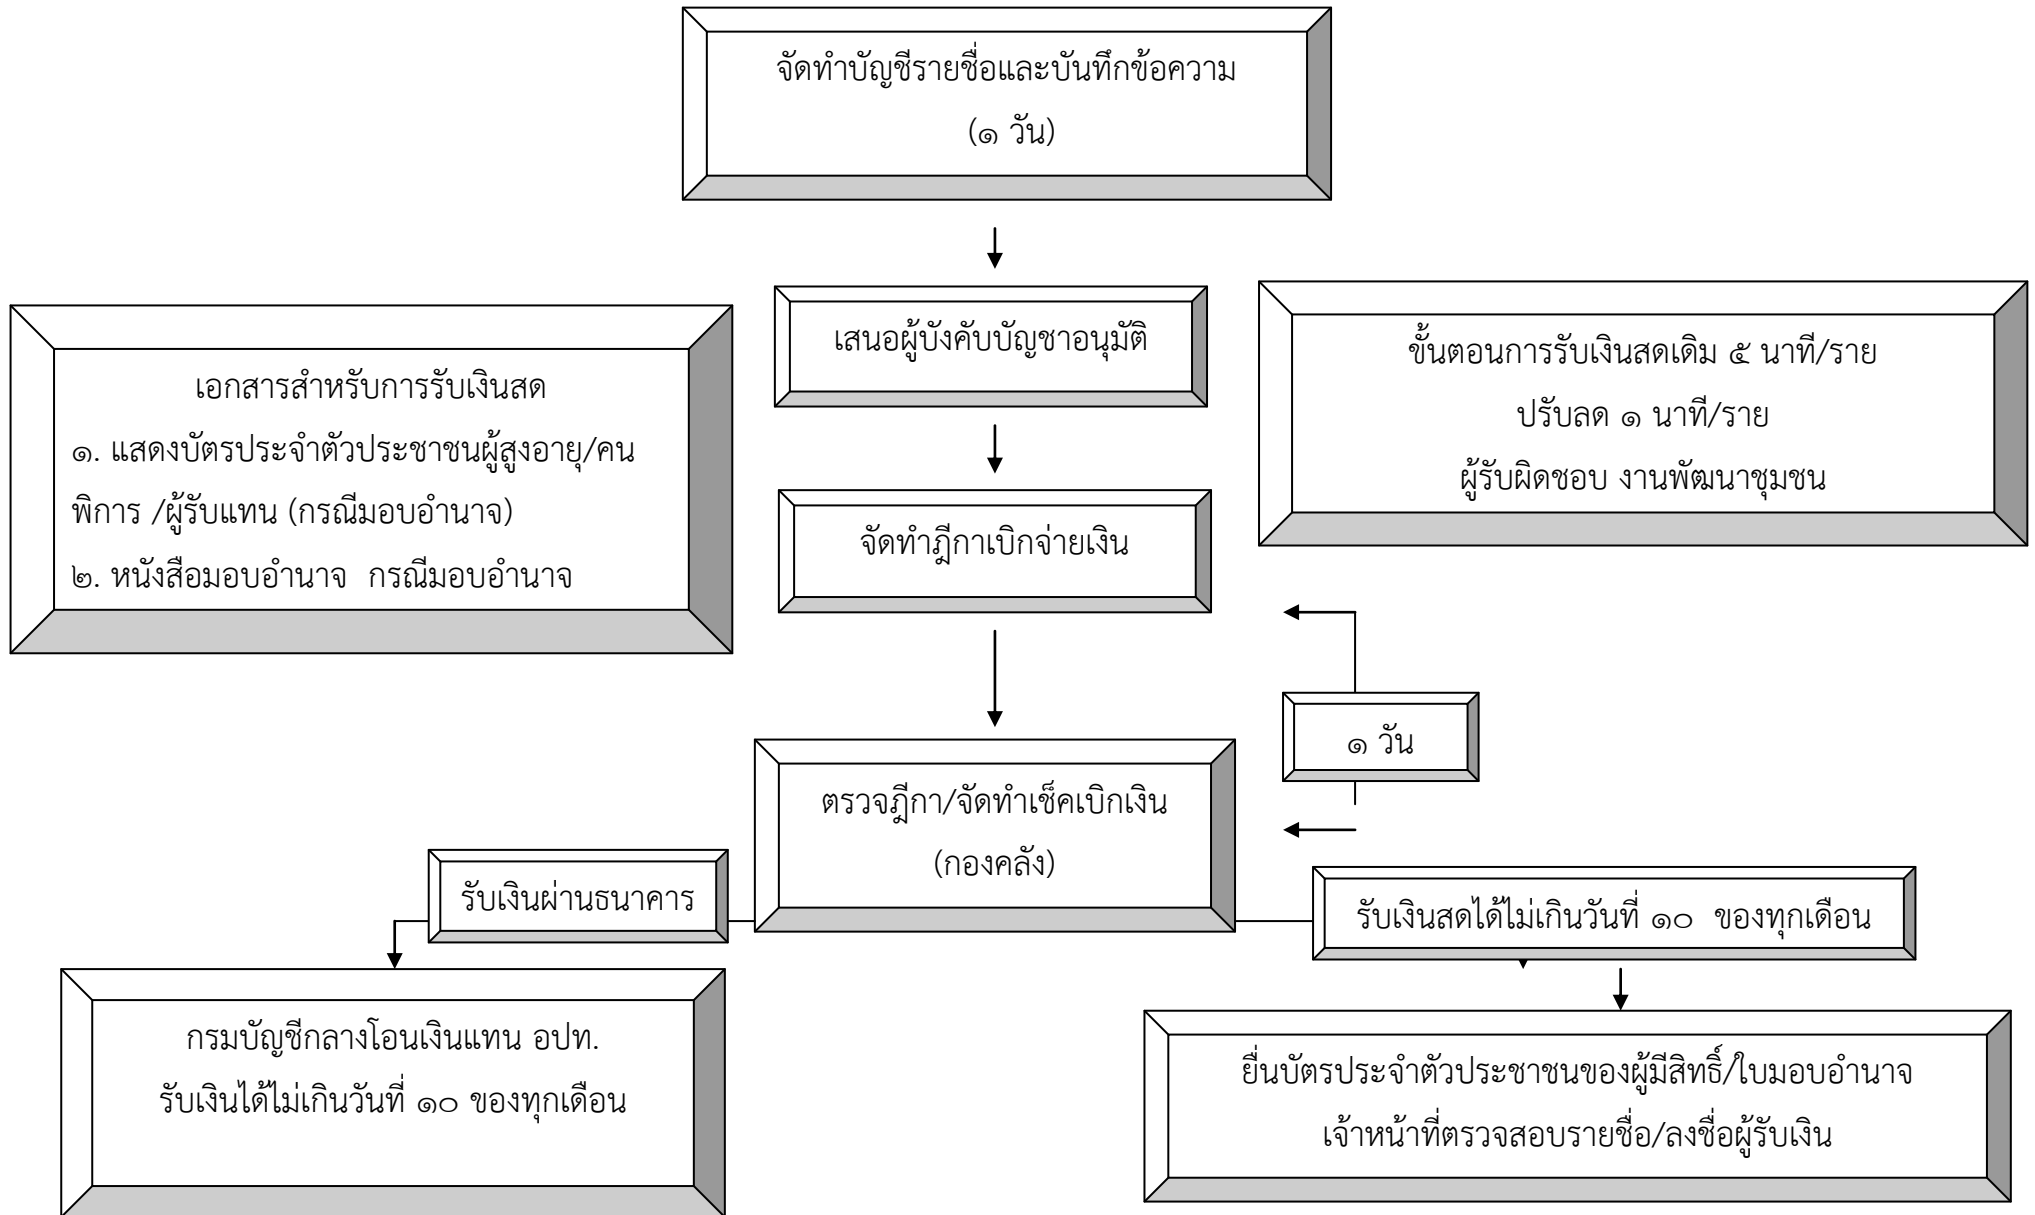 จัดทำบัญชีรายชื่อและบันทึกข้อความ
(๑ วัน)
เสนอผู้บังคับบัญชาอนุมัติ
เอกสารสำหรับการรับเงินสด
๑. แสดงบัตรประจำตัวประชาชนผู้สูงอายุ/คน
พิการ /ผู้รับแทน (กรณีมอบอำนาจ)
๒. หนังสือมอบอำนาจ  กรณีมอบอำนาจ
ขั้นตอนการรับเงินสดเดิม ๕ นาที/ราย
ปรับลด ๑ นาที/ราย
ผู้รับผิดชอบ งานพัฒนาชุมชน
จัดทำฎีกาเบิกจ่ายเงิน
๑ วัน
ตรวจฎีกา/จัดทำเช็คเบิกเงิน
(กองคลัง)
รับเงินผ่านธนาคาร
รับเงินสดได้ไม่เกินวันที่ ๑๐  ของทุกเดือน
กรมบัญชีกลางโอนเงินแทน อปท.
รับเงินได้ไม่เกินวันที่ ๑๐ ของทุกเดือน
ยื่นบัตรประจำตัวประชาชนของผู้มีสิทธิ์/ใบมอบอำนาจ
เจ้าหน้าที่ตรวจสอบรายชื่อ/ลงชื่อผู้รับเงิน